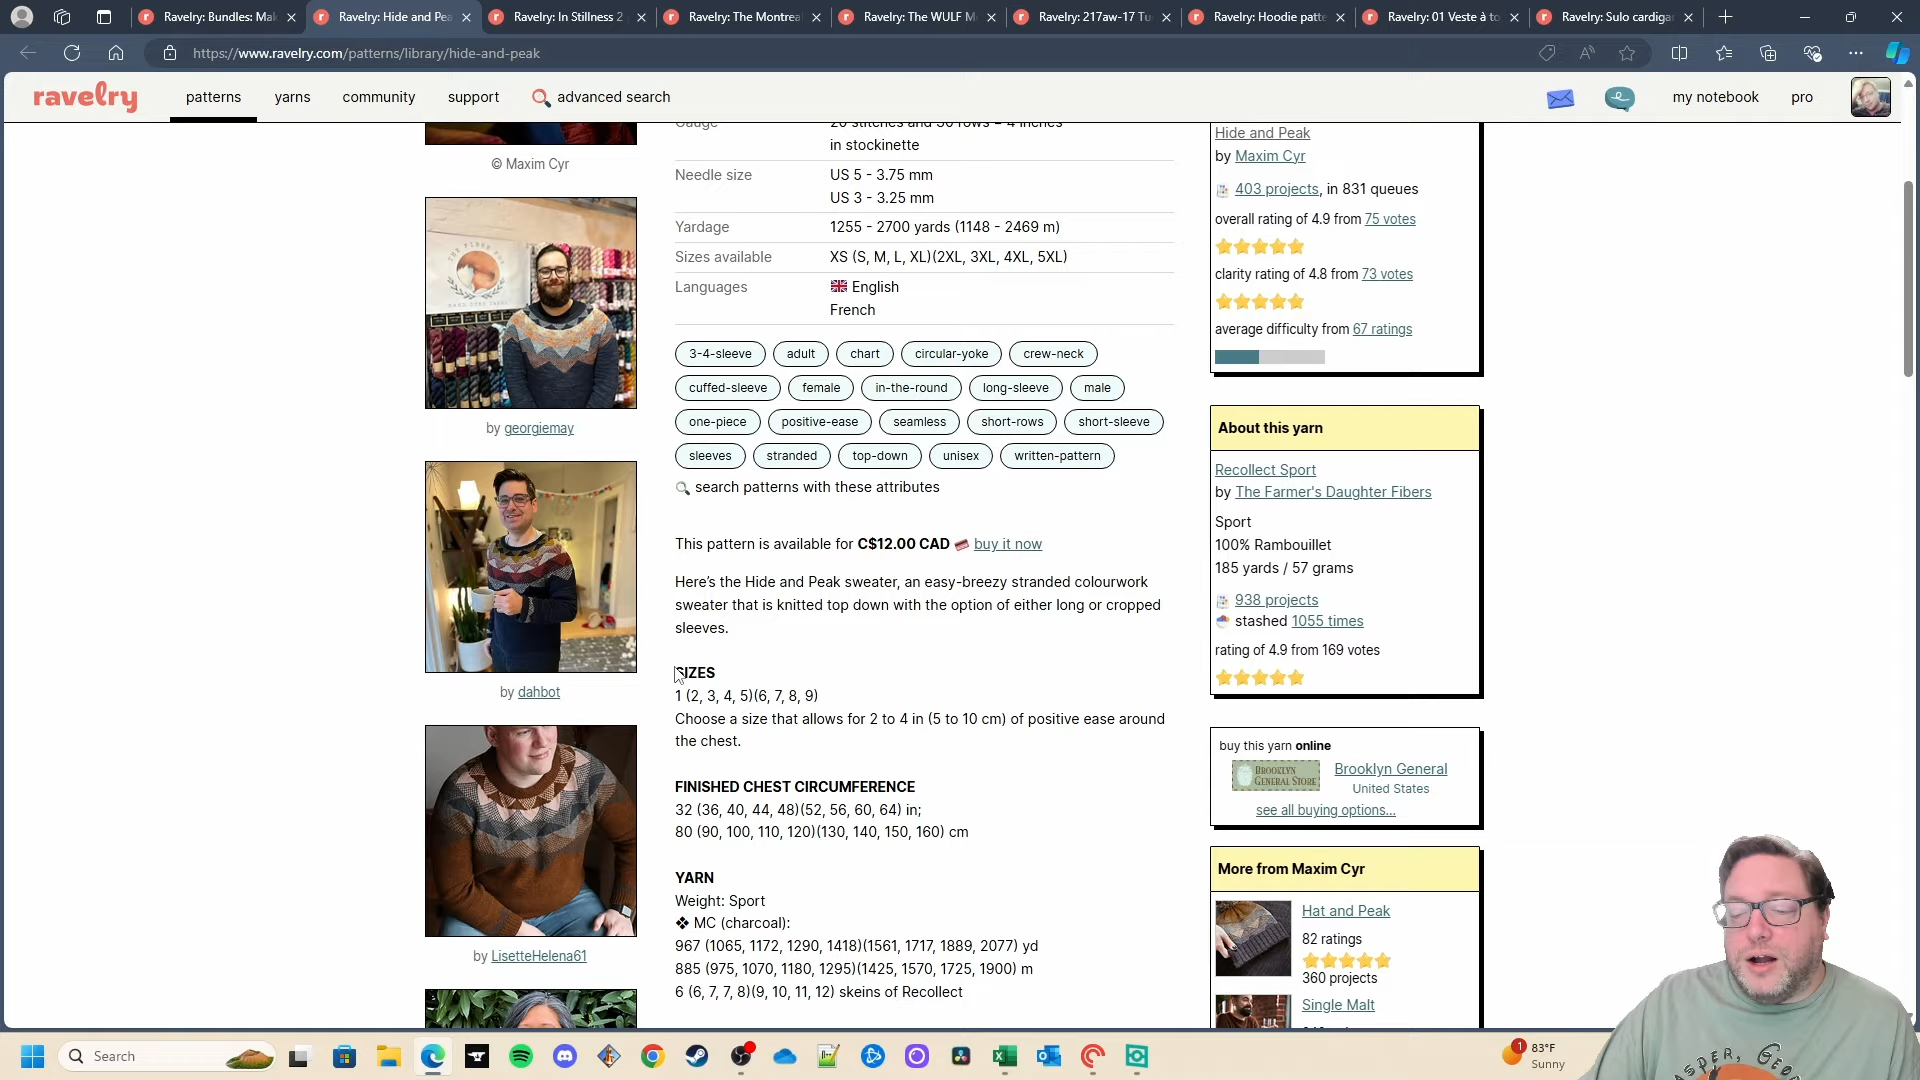 Ravelry: Bundles: Mak
Ravelry: Hide and Pea
Ravelry: In Stillness 2
Ravelry: The Montrea
Ravelry: The WULF M
Ravelry: 217aw-17 Tu
Ravelry: Hoodie patte
Ravelry: 01 Veste à to
Ravelry: Sulo cardigan
https://www.ravelry.com/patterns/library/hide-and-peak
ravelry
patterns
yarns
community
support
advanced search
my notebook
pro
© Maxim Cyr
by georgiemay
by dahbot
by LisetteHelena61
Gauge
20 stitches and 30 rows = 4 inches
in stockinette
Needle size
US 5 - 3.75 mm
US 3 - 3.25 mm
Yardage
1255 - 2700 yards (1148 - 2469 m)
Sizes available
XS (S, M, L, XL)(2XL, 3XL, 4XL, 5XL)
Languages
English
French
3-4-sleeve adult chart circular-yoke crew-neck
cuffed-sleeve female in-the-round long-sleeve male
one-piece positive-ease seamless short-rows short-sleeve
sleeves stranded top-down unisex written-pattern
search patterns with these attributes
This pattern is available for C$12.00 CAD buy it now
Here's the Hide and Peak sweater, an easy-breezy stranded colourwork
sweater that is knitted top down with the option of either long or cropped
sleeves.
SIZES
1 (2, 3, 4, 5)(6, 7, 8, 9)
Choose a size that allows for 2 to 4 in (5 to 10 cm) of positive ease around
the chest.
FINISHED CHEST CIRCUMFERENCE
32 (36, 40, 44, 48)(52, 56, 60, 64) in;
80 (90, 100, 110, 120)(130, 140, 150, 160) cm
YARN
Weight: Sport
❖ MC (charcoal):
967 (1065, 1172, 1290, 1418)(1561, 1717, 1889, 2077) yd
885 (975, 1070, 1180, 1295)(1425, 1570, 1725, 1900) m
6 (6, 7, 7, 8)(9, 10, 11, 12) skeins of Recollect
Hide and Peak
by Maxim Cyr
403 projects, in 831 queues
overall rating of 4.9 from 75 votes
clarity rating of 4.8 from 73 votes
average difficulty from 67 ratings
About this yarn
Recollect Sport
by The Farmer's Daughter Fibers
Sport
100% Rambouillet
185 yards / 57 grams
938 projects
stashed 1055 times
rating of 4.9 from 169 votes
buy this yarn online
BROOKLYN
GENERAL STORE
Brooklyn General
United States
see all buying options...
More from Maxim Cyr
Hat and Peak
82 ratings
360 projects
Single Malt
Search
1
83°F
Sunny